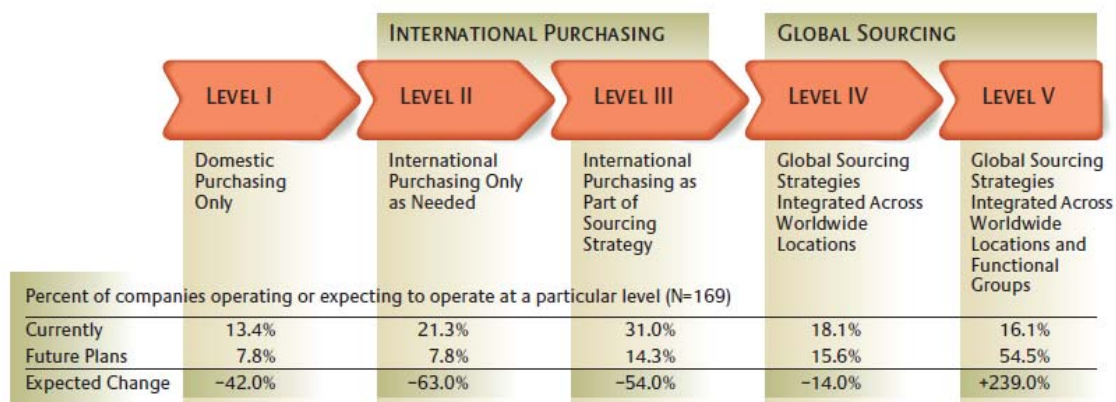 INTERNATIONAL PURCHASING
GLOBAL SOURCING
LEVEL I
LEVEL II
LEVEL III
LEVEL IV
LEVEL V
Domestic
Purchasing
Only
International
Purchasing Only
as Needed
International
Purchasing as
Part of
Sourcing
Strategy
Global Sourcing
Strategies
Integrated Across
Worldwide
Locations
Global Sourcing
Strategies
Integrated Across
Worldwide
Locations and
Functional
Groups
Percent of companies operating or expecting to operate at a particular level (N=169)
Currently 13.4% 21.3% 31.0% 18.1% 16.1%
Future Plans 7.8% 7.8% 14.3% 15.6% 54.5%
Expected Change −42.0% −63.0% −54.0% −14.0% +239.0%